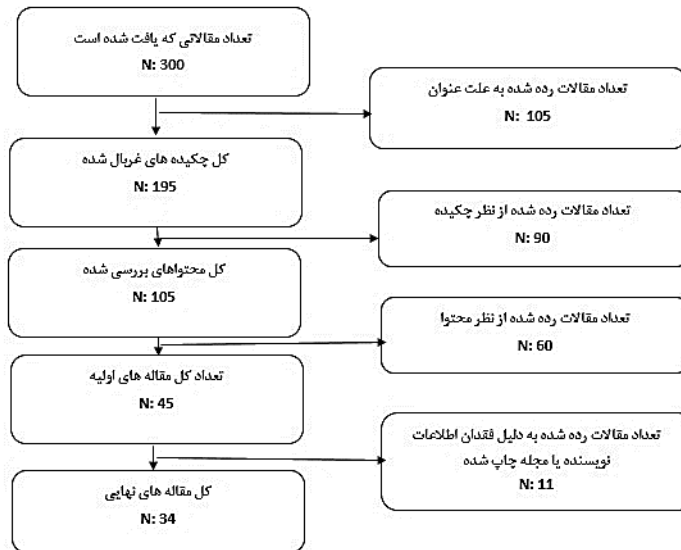 تعداد مقالاتی که یافت شده است
N: 300
تعداد مقالات رده شده به علت عنوان
N: 105
کل چکیده های غربال شده
N: 195
تعداد مقالات رده شده از نظر چکیده
N: 90
کل محتواهای بررسی شده
N: 105
تعداد مقالات رده شده از نظر محتوا
N: 60
تعداد کل مقاله های اولیه
N: 45
تعداد مقالات رده شده به دلیل فقدان اطلاعات
نویسنده یا مجله چاپ شده
N: 11
کل مقاله های نهایی
N: 34